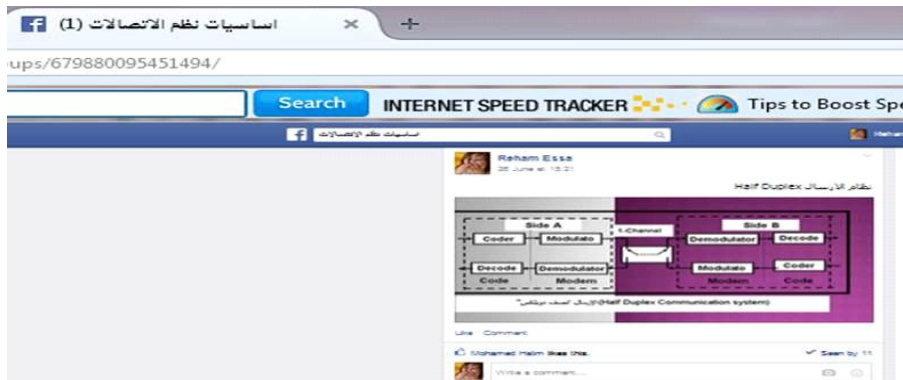 اساسيات نظم الاتصالات (1)
ups/679880095451494/
Search INTERNET SPEED TRACKER Tips to Boost Spe
اساسيات نظم الاتصالات
Reham Essa
26 June at 15:21
نظام الارسال Half Duplex
Side A
1-Channel
Side B
Coder Modulato
Demodulator Decode
Decode Demodulator
Modulato Coder
Code Modem
Modem Code
(Half Duplex Communication system)
Like Comment
Mohamed Halim likes this.
Seen by 11
Write a comment...